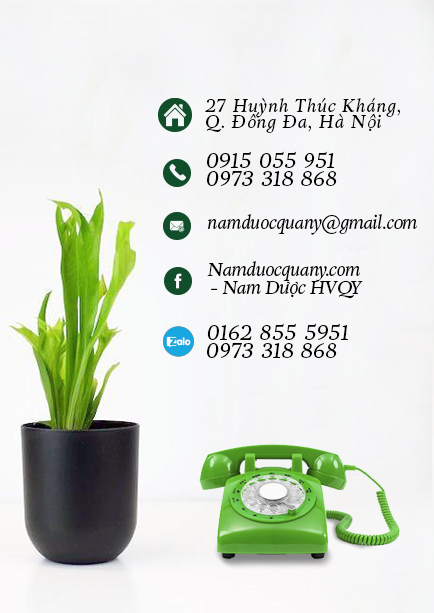 27 Huỳnh Thúc Kháng,
Q. Đống Đa, Hà Nội
0915 055 951
0973 318 868
namduocquany@gmail.com
Namduocquany.com
- Nam Dược HVQY
Zalo
0162 855 5951
0973 318 868